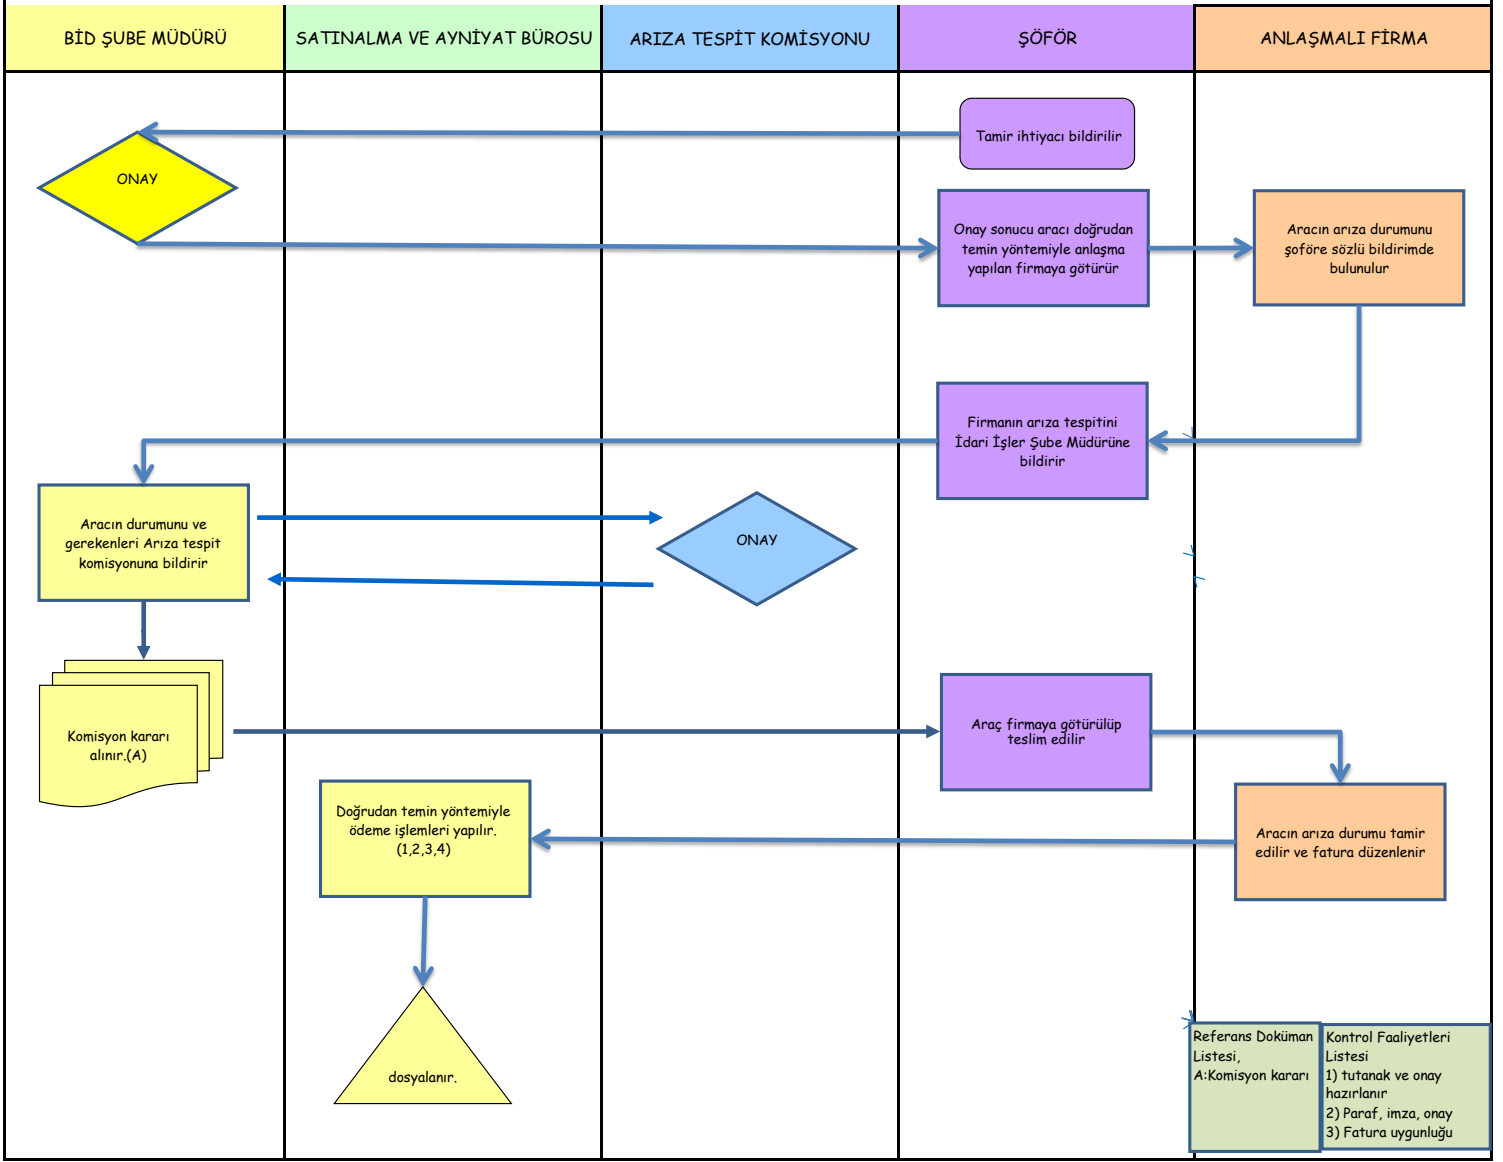 BİD ŞUBE MÜDÜRÜ
SATINALMA VE AYNİYAT BÜROSU
ARIZA TESPİT KOMİSYONU
ŞÖFÖR
ANLAŞMALI FİRMA
Tamir ihtiyacı bildirilir
ONAY
Onay sonucu aracı doğrudan
temin yöntemiyle anlaşma
yapılan firmaya götürür
Aracın arıza durumunu
şoföre sözlü bildirimde
bulunulur
Firmanın arıza tespitini
İdari İşler Şube Müdürüne
bildirir
Aracın durumunu ve
gerekenleri Arıza tespit
komisyonuna bildirir
ONAY
Komisyon kararı
alınır.(A)
Araç firmaya götürülüp
teslim edilir
Aracın arıza durumu tamir
edilir ve fatura düzenlenir
Doğrudan temin yöntemiyle
ödeme işlemleri yapılır.
(1,2,3,4)
dosyalanır.
Referans Doküman
Listesi,
A:Komisyon kararı
Kontrol Faaliyetleri
Listesi
1) tutanak ve onay
hazırlanır
2) Paraf, imza, onay
3) Fatura uygunluğu